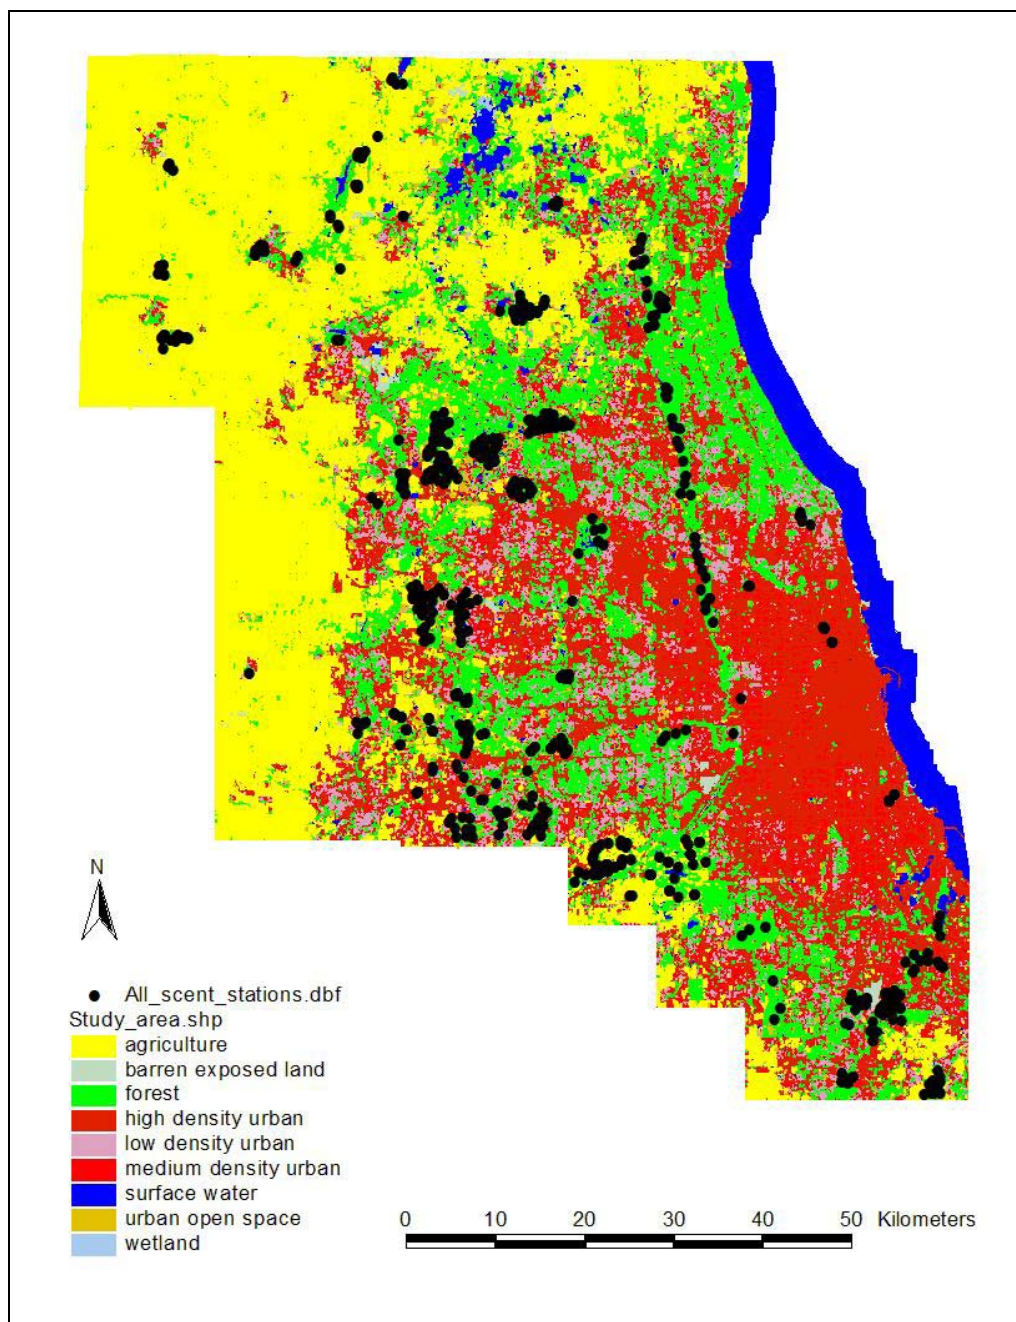 N
All_scent_stations.dbf
Study_area.shp
agriculture
barren exposed land
forest
high density urban
low density urban
medium density urban
surface water
urban open space
wetland
0 10 20 30 40 50 Kilometers